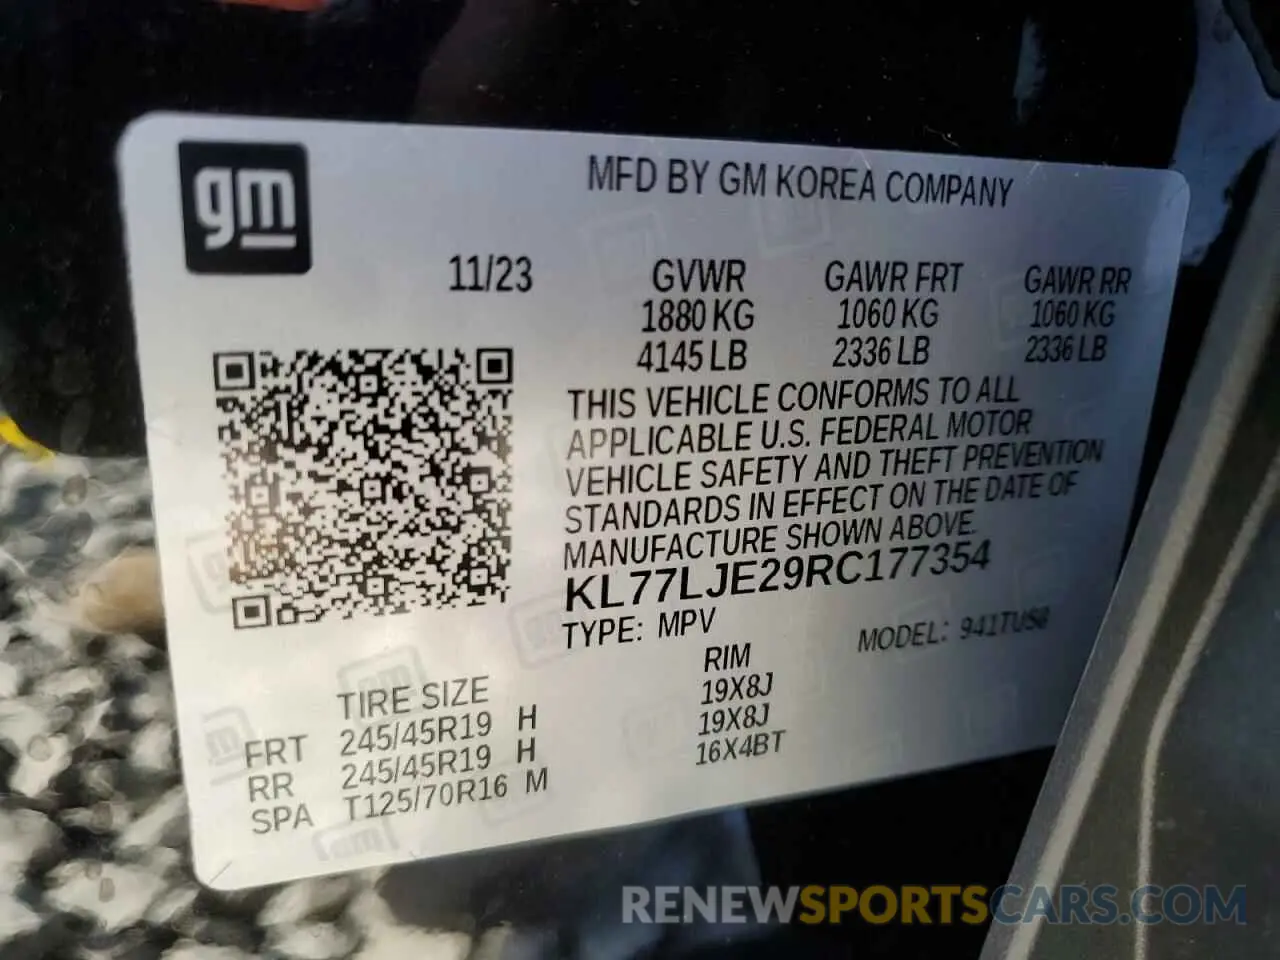 gm
MFD BY GM KOREA COMPANY
11/23 GVWR GAWR FRT GAWR RR
1880 KG 1060 KG 1060 KG
4145 LB 2336 LB 2336 LB
THIS VEHICLE CONFORMS TO ALL
APPLICABLE U.S. FEDERAL MOTOR
VEHICLE SAFETY AND THEFT PREVENTION
STANDARDS IN EFFECT ON THE DATE OF
MANUFACTURE SHOWN ABOVE.
KL77LJE29RC177354
TYPE: MPV MODEL: 941TUS8
TIRE SIZE RIM
FRT 245/45R19 H 19X8J
RR 245/45R19 H 19X8J
SPA T125/70R16 M 16X4BT
RENEWSPORTSCARS.COM